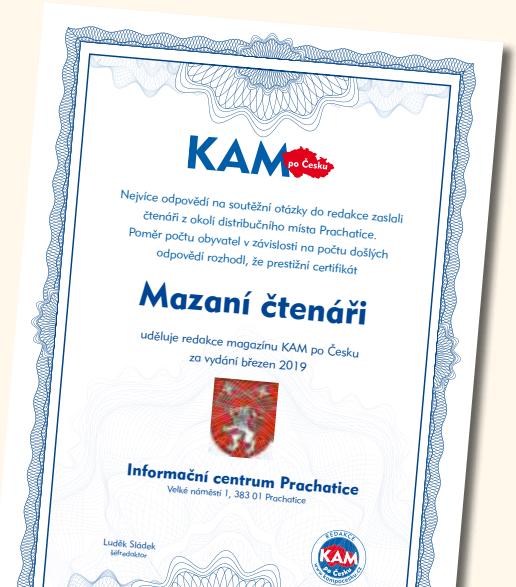 KAM
po Česku
Nejvíce odpovědí na soutěžní otázky do redakce zaslali
čtenáři z okolí distribučního místa Prachatice.
Poměr počtu obyvatel v závislosti na počtu došlých
odpovědí rozhodl, že prestižní certifikát
Mazaní čtenáři
uděluje redakce magazínu KAM po Česku
za vydání březen 2019
Informační centrum Prachatice
Velké náměstí 1, 383 01 Prachatice
Luděk Sládek
šéfredaktor
REDAKCE
KAM
po Česku
www.kampocesku.cz